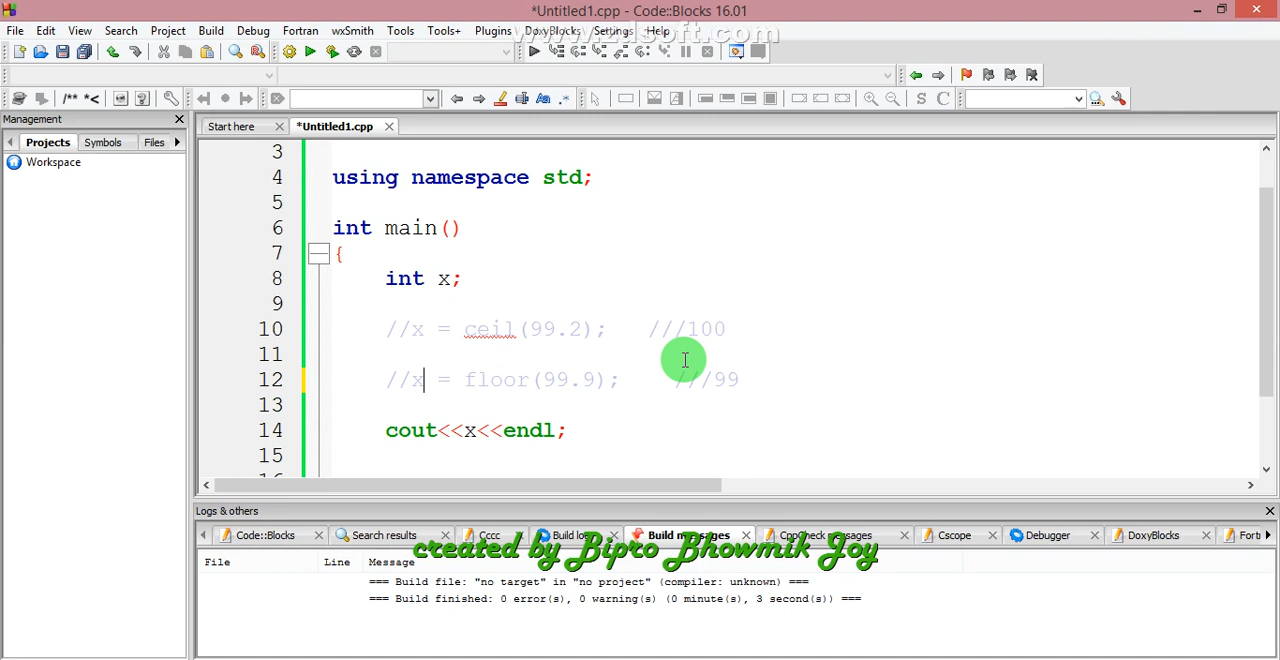 *Untitled1.cpp - Code::Blocks 16.01
File Edit View Search Project Build Debug Fortran wxSmith Tools Tools+ Plugins DoxyBlocks Settings Help
/** *<
S C
Management
Start here
*Untitled1.cpp
Projects Symbols Files
Workspace
3
4 using namespace std;
5
6 int main()
7 {
8 int x;
9
10 //x = ceil(99.2); ///100
11
12 //x = floor(99.9); ///99
13
14 cout<<x<<endl;
15
Logs & others
Code::Blocks Search results Cccc Build log Build messages CppCheck messages Cscope Debugger DoxyBlocks Forti
created by Bipro Bhowmik Joy
File Line Message
=== Build file: "no target" in "no project" (compiler: unknown) ===
=== Build finished: 0 error(s), 0 warning(s) (0 minute(s), 3 second(s)) ===